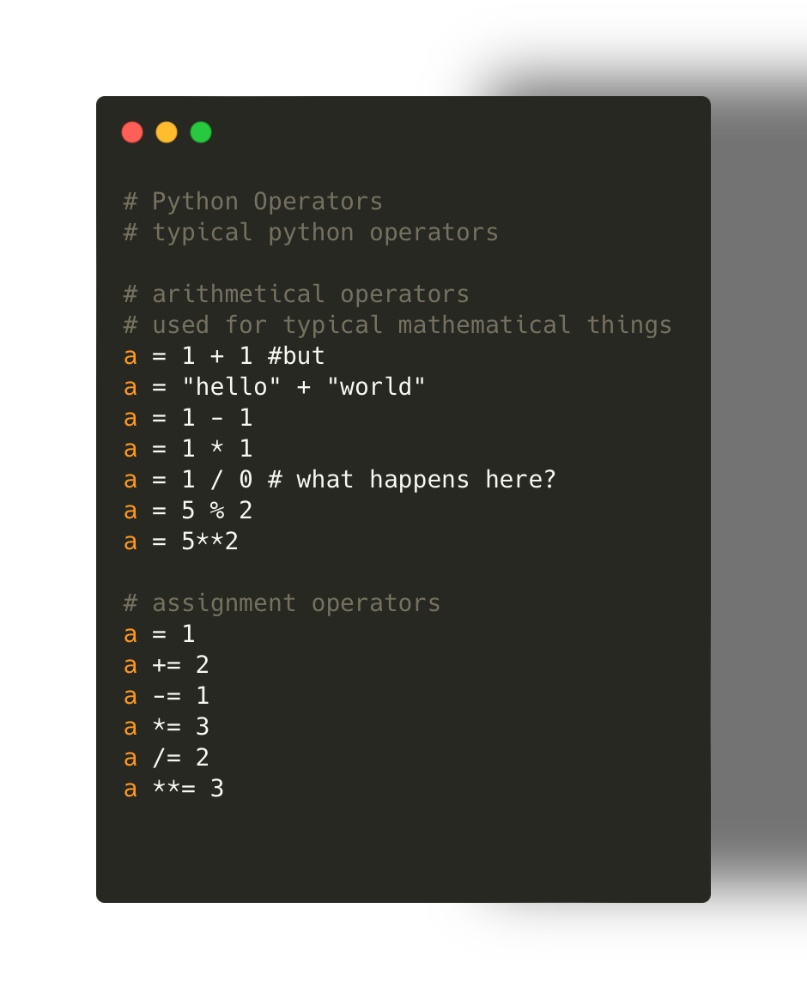 # Python Operators
# typical python operators
# arithmetical operators
# used for typical mathematical things
a = 1 + 1 #but
a = "hello" + "world"
a = 1 - 1
a = 1 * 1
a = 1 / 0 # what happens here?
a = 5 % 2
a = 5**2
# assignment operators
a = 1
a += 2
a -= 1
a *= 3
a /= 2
a **= 3